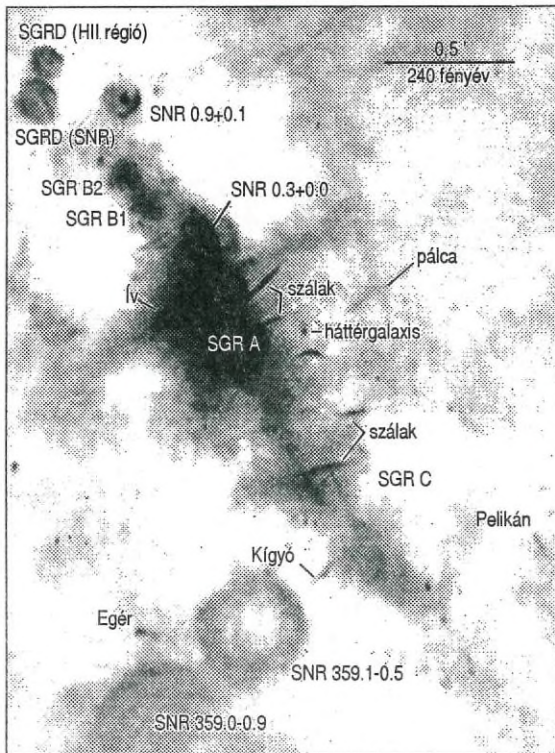 SGRD (HII régió)
0.5 '
240 fényév
SNR 0.9+0.1
SGRD (SNR)
SGR B2
SNR 0.3+0.0
SGR B1
pálca
szálak
Ív
háttérgalaxis
SGR A
szálak
SGR C
Pelikán
Kígyó
Egér
SNR 359.1-0.5
SNR 359.0-0.9